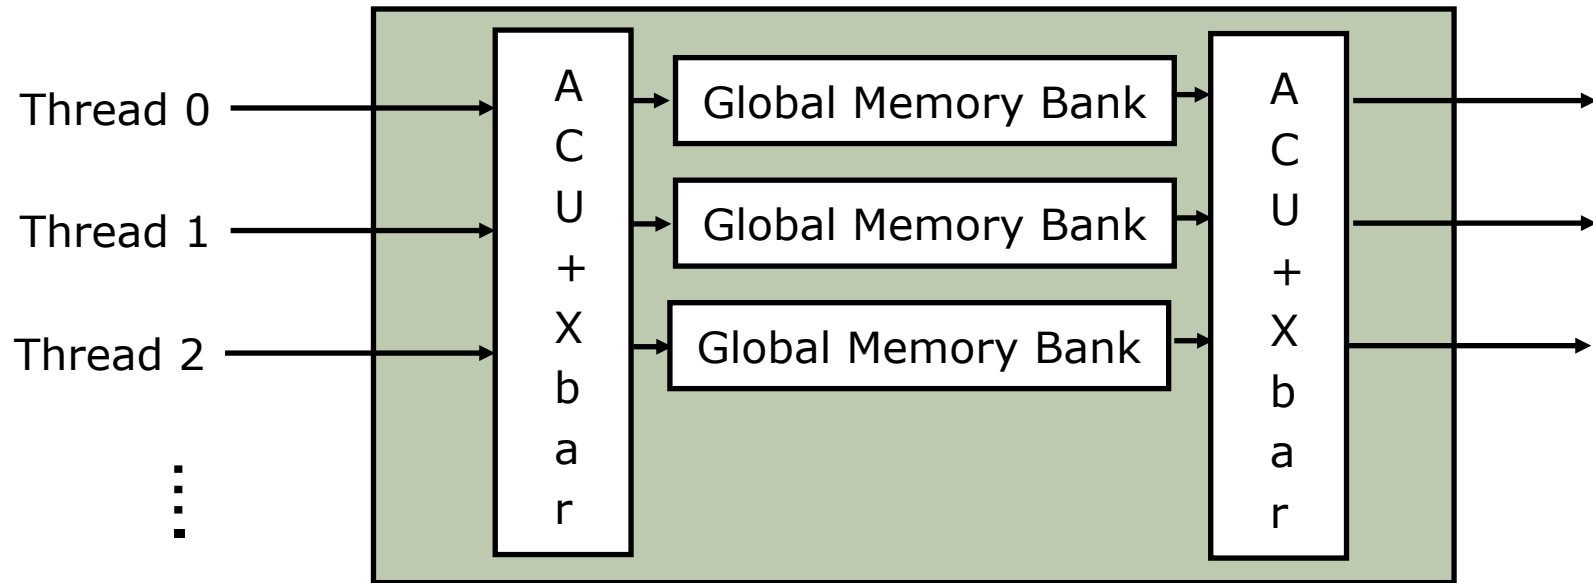 Thread 0
Thread 1
Thread 2
A
C
U
+
X
b
a
r
Global Memory Bank
Global Memory Bank
Global Memory Bank
A
C
U
+
X
b
a
r